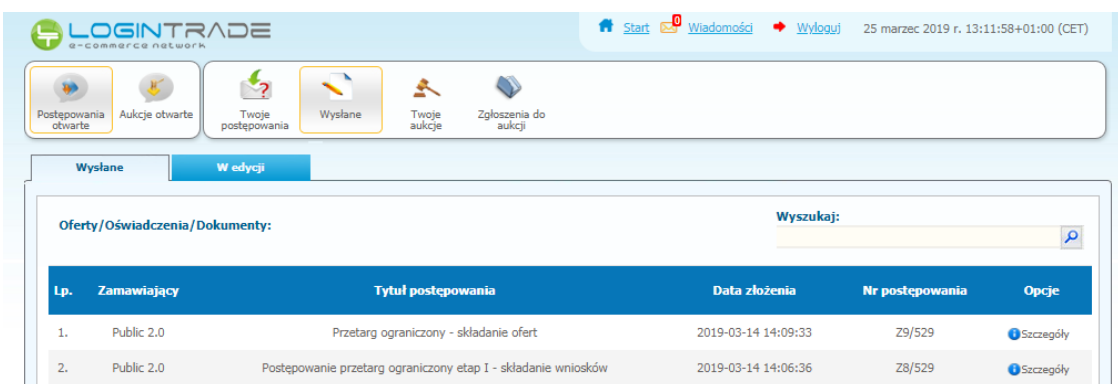 LOGINTRADE
e-commerce network
Start 0 Wiadomości Wyloguj 25 marzec 2019 r. 13:11:58+01:00 (CET)
Postępowania otwarte
Aukcje otwarte
Twoje postępowania
Wysłane
Twoje aukcje
Zgłoszenia do aukcji
Wysłane W edycji
Oferty/Oświadczenia/Dokumenty: Wyszukaj:
Lp. Zamawiający Tytuł postępowania Data złożenia Nr postępowania Opcje
1. Public 2.0 Przetarg ograniczony - składanie ofert 2019-03-14 14:09:33 Z9/529 Szczegóły
2. Public 2.0 Postępowanie przetarg ograniczony etap I - składanie wniosków 2019-03-14 14:06:36 Z8/529 Szczegóły